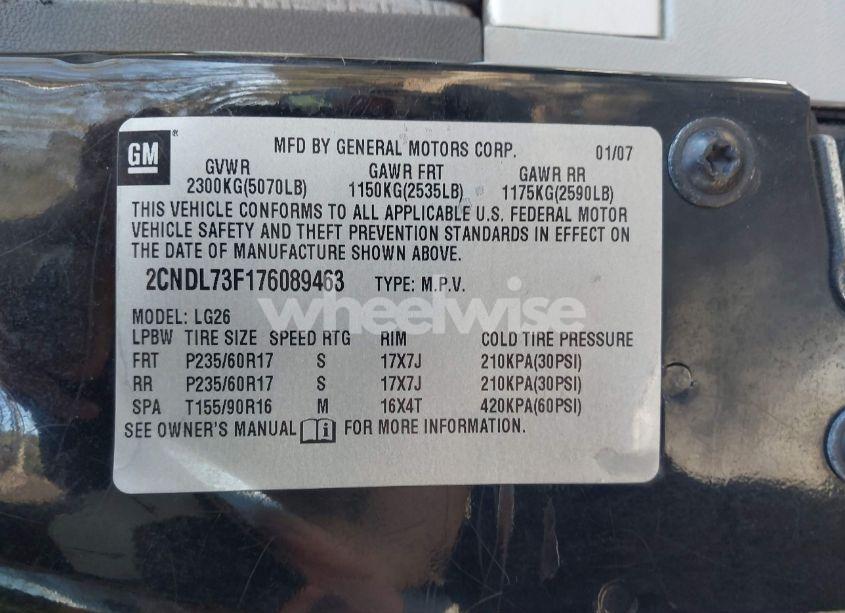 GM
MFD BY GENERAL MOTORS CORP. 01/07
GVWR GAWR FRT GAWR RR
2300KG(5070LB) 1150KG(2535LB) 1175KG(2590LB)
THIS VEHICLE CONFORMS TO ALL APPLICABLE U.S. FEDERAL MOTOR
VEHICLE SAFETY AND THEFT PREVENTION STANDARDS IN EFFECT ON
THE DATE OF MANUFACTURE SHOWN ABOVE.
2CNDL73F176089463 TYPE: M.P.V.
wheelwise
MODEL: LG26
LPBW TIRE SIZE SPEED RTG RIM COLD TIRE PRESSURE
FRT P235/60R17 S 17X7J 210KPA(30PSI)
RR P235/60R17 S 17X7J 210KPA(30PSI)
SPA T155/90R16 M 16X4T 420KPA(60PSI)
SEE OWNER'S MANUAL FOR MORE INFORMATION.